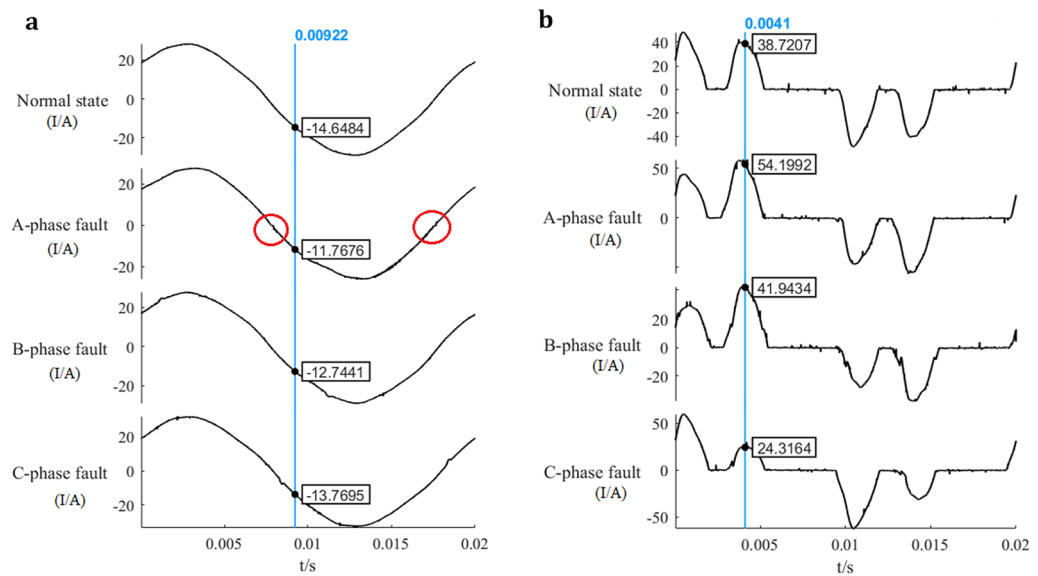 a
0.00922
20
0
-20
Normal state
(I/A)
-14.6484
20
0
-20
A-phase fault
(I/A)
-11.7676
20
0
-20
B-phase fault
(I/A)
-12.7441
20
0
-20
C-phase fault
(I/A)
-13.7695
0.005
0.01
0.015
0.02
t/s
b
0.0041
40
20
0
-20
-40
Normal state
(I/A)
38.7207
50
0
A-phase fault
(I/A)
54.1992
20
0
-20
B-phase fault
(I/A)
41.9434
50
0
-50
C-phase fault
(I/A)
24.3164
0.005
0.01
0.015
0.02
t/s